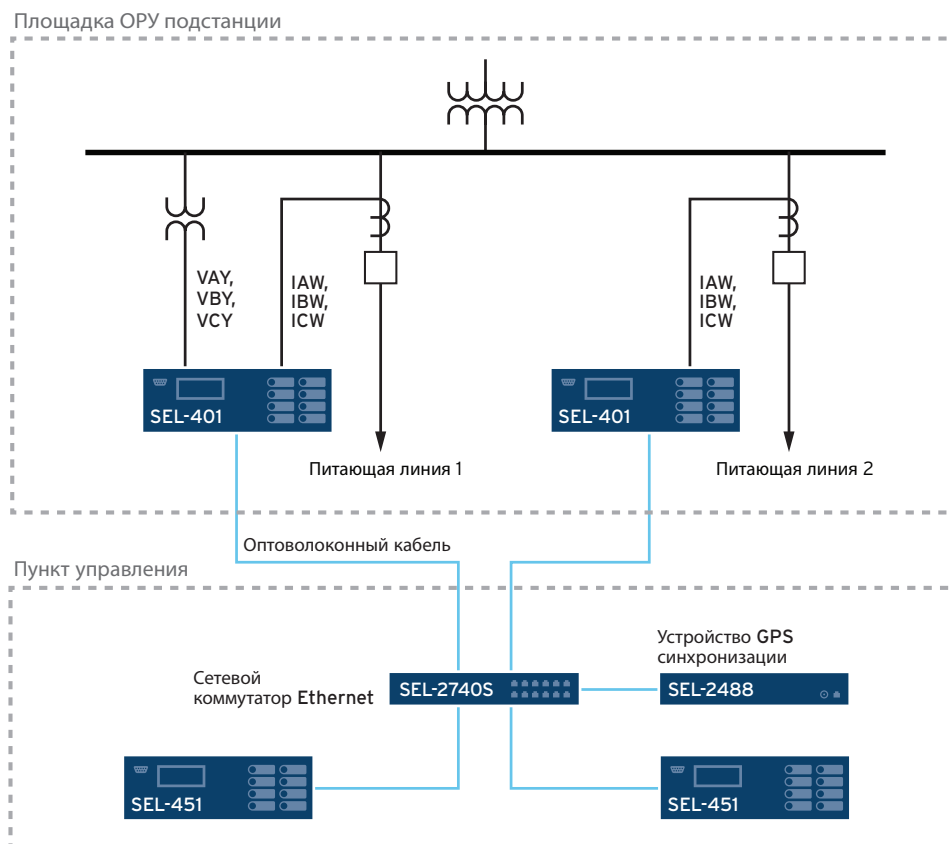 Площадка ОРУ подстанции
VAY,
VBY,
VCY
IAW,
IBW,
ICW
IAW,
IBW,
ICW
SEL-401
SEL-401
Питающая линия 1
Питающая линия 2
Оптоволоконный кабель
Пункт управления
Сетевой
коммутатор Ethernet
SEL-2740S
Устройство GPS
синхронизации
SEL-2488
SEL-451
SEL-451